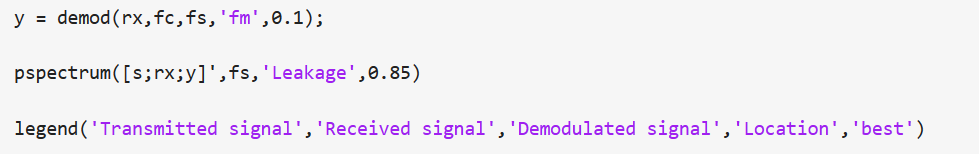 y = demod(rx,fc,fs,'fm',0.1);
pspectrum([s;rx;y]',fs,'Leakage',0.85)
legend('Transmitted signal','Received signal','Demodulated signal','Location','best')